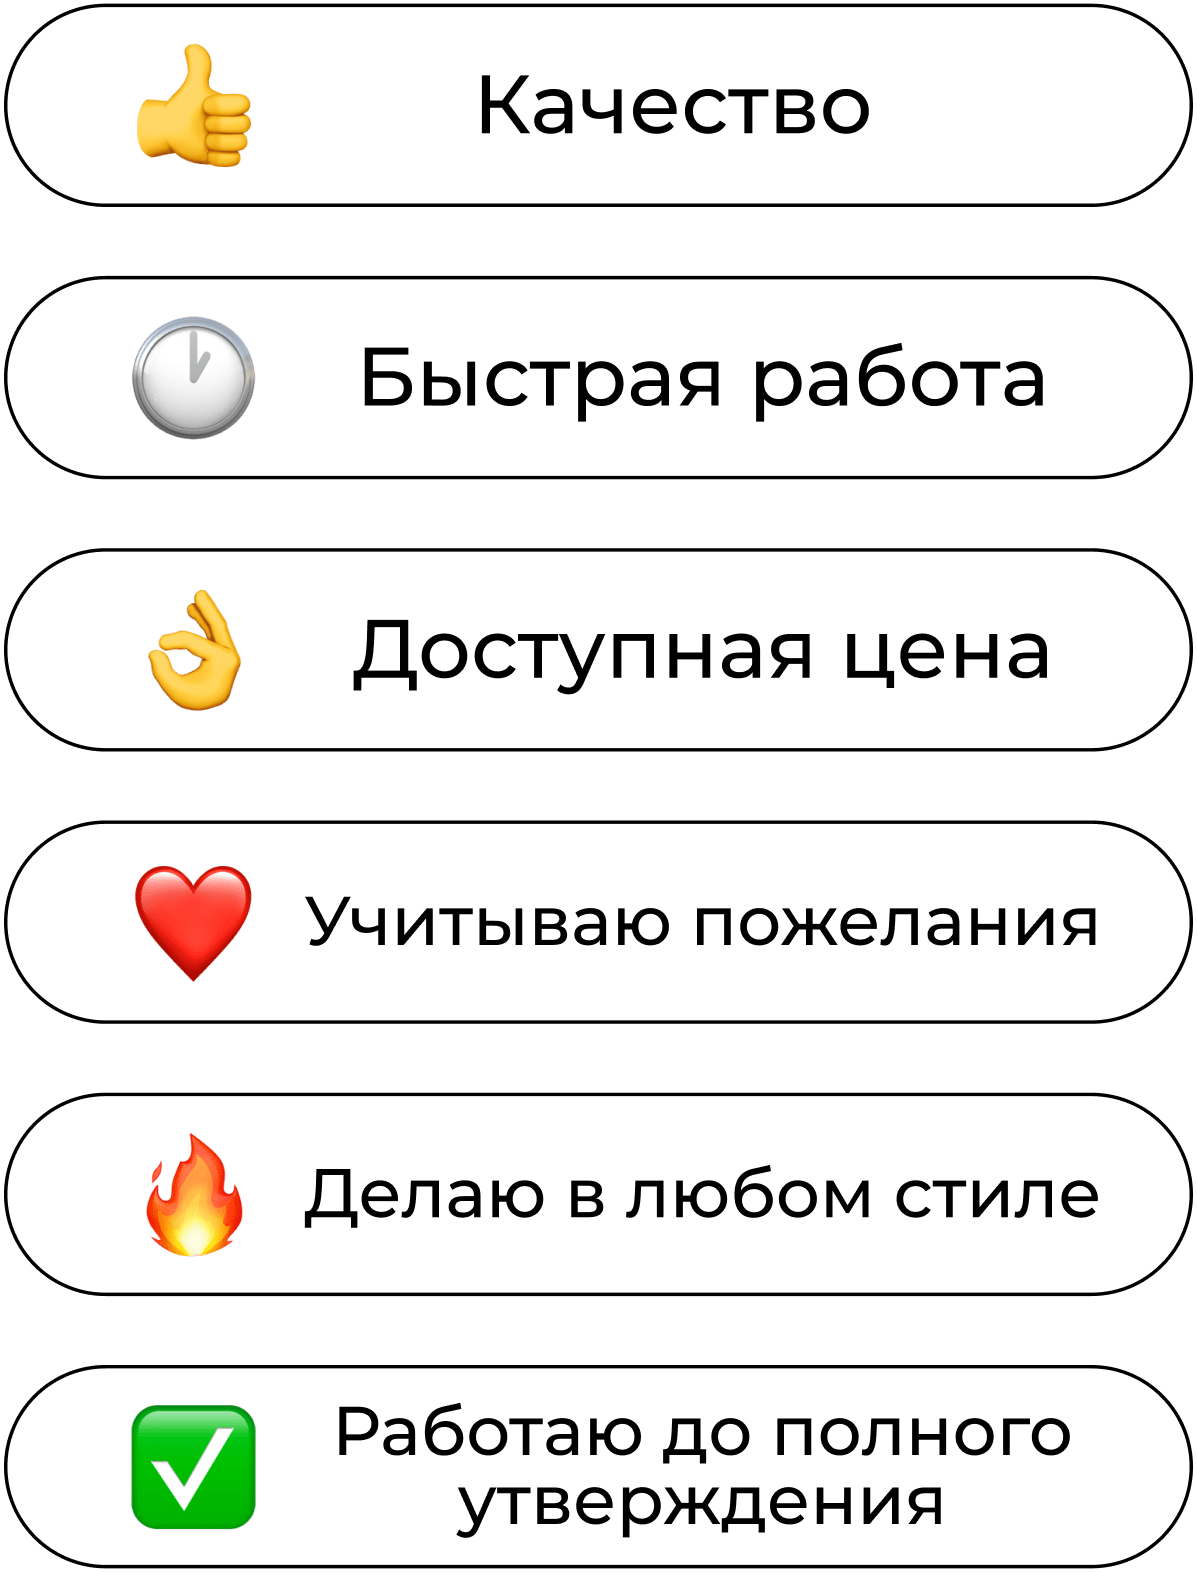 Качество
Быстрая работа
Доступная цена
Учитываю пожелания
Делаю в любом стиле
Работаю до полного
утверждения